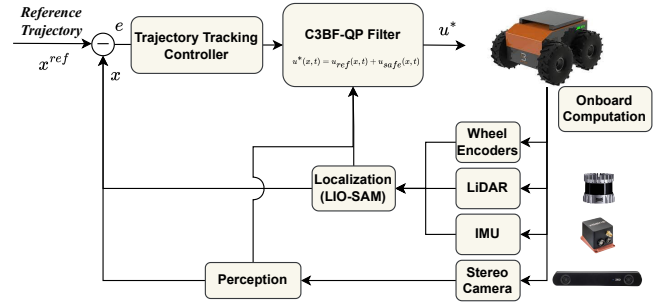 Reference
Trajectory
x^{ref}
e
x
Trajectory Tracking
Controller
C3BF-QP Filter
u*(x,t) = u_{ref}(x,t) + u_{safe}(x,t)
u*
3
Onboard
Computation
Wheel
Encoders
LiDAR
IMU
Localization
(LIO-SAM)
Perception
Stereo
Camera